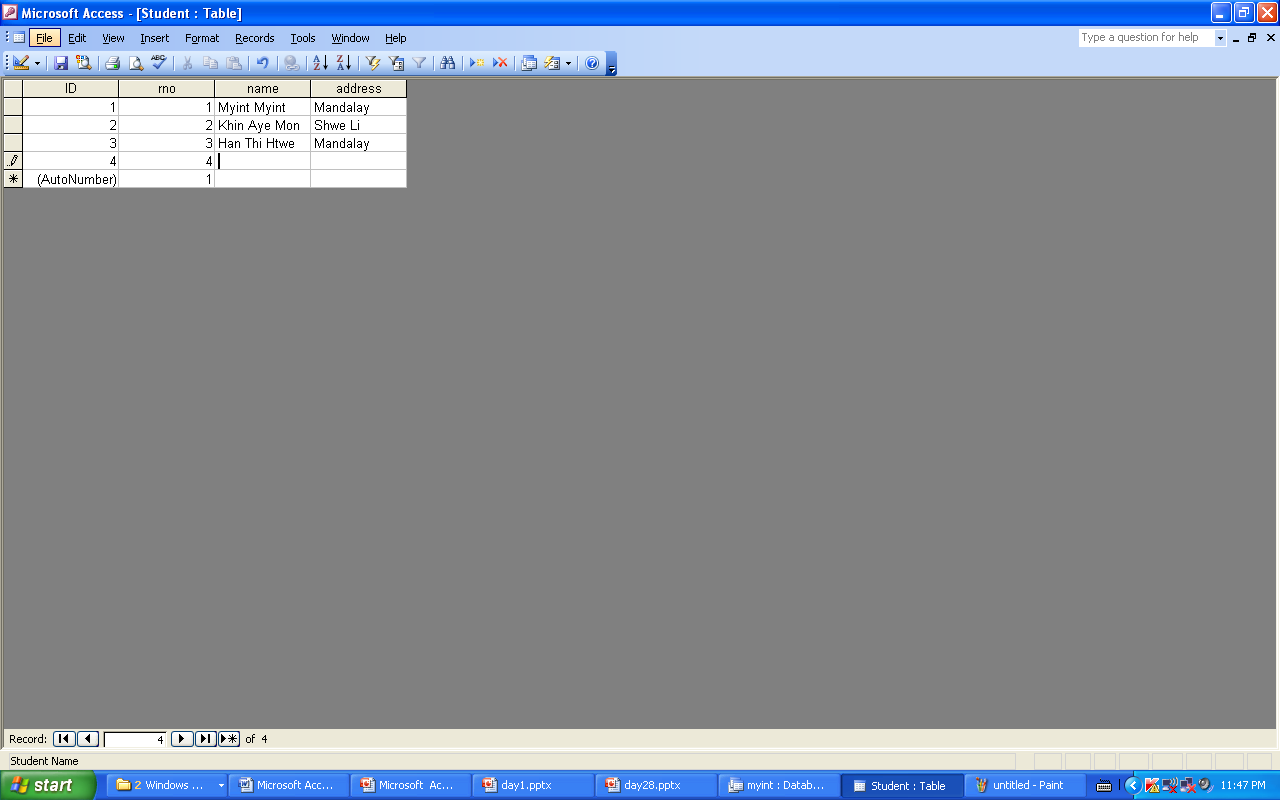 Microsoft Access - [Student : Table]
File Edit View Insert Format Records Tools Window Help Type a question for help
ID rno name address
1 1 Myint Myint Mandalay
2 2 Khin Aye Mon Shwe Li
3 3 Han Thi Htwe Mandalay
4 4
(AutoNumber) 1
Record: 4 of 4
Student Name
start 2 Windows ... Microsoft Acc... Microsoft Ac... day1.pptx day28.pptx myint : Datab... Student : Table untitled - Paint 11:47 PM